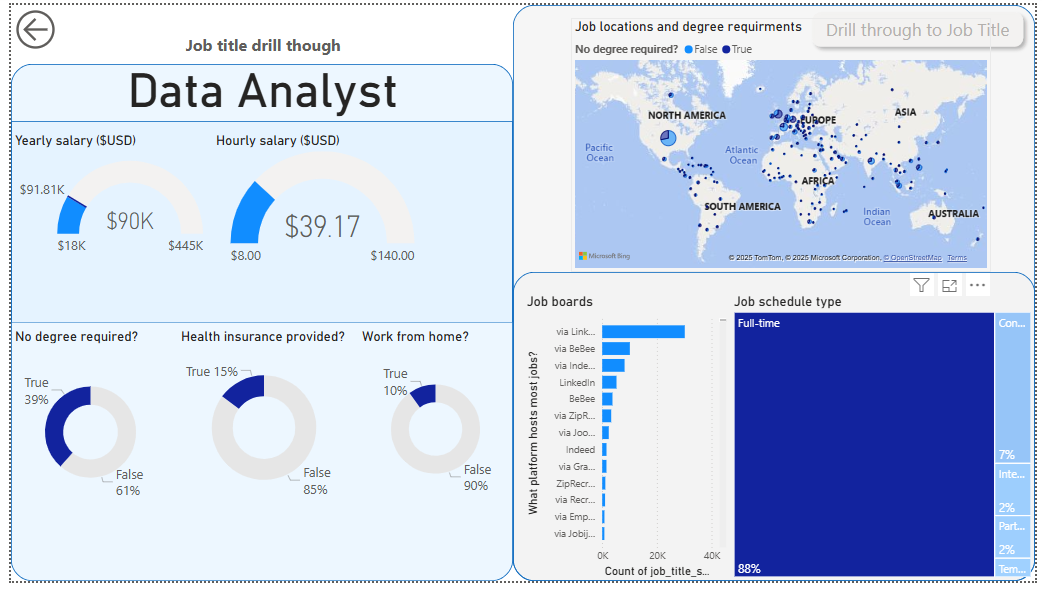 Job title drill though
Data Analyst
Yearly salary ($USD)
$91.81K
$90K
$18K
$445K
Hourly salary ($USD)
$39.17
$8.00
$140.00
No degree required?
True
39%
False
61%
Health insurance provided?
True 15%
False
85%
Work from home?
True
10%
False
90%
Job locations and degree requirments
Drill through to Job Title
No degree required? False True
NORTH AMERICA
EUROPE
ASIA
Pacific
Ocean
Atlantic
Ocean
AFRICA
SOUTH AMERICA
Indian
Ocean
AUSTRALIA
Microsoft Bing
© 2025 TomTom, © 2025 Microsoft Corporation, © OpenStreetMap Terms
Job boards
What platform hosts most jobs?
via Link...
via BeBee
via Inde...
LinkedIn
BeBee
via ZipR...
via Joo...
Indeed
via Gra...
ZipRecr...
via Recr...
via Emp...
via Jobij...
0K 20K 40K
Count of job_title_s...
Job schedule type
Full-time
88%
Con...
7%
Inte...
2%
Part...
2%
Tem...